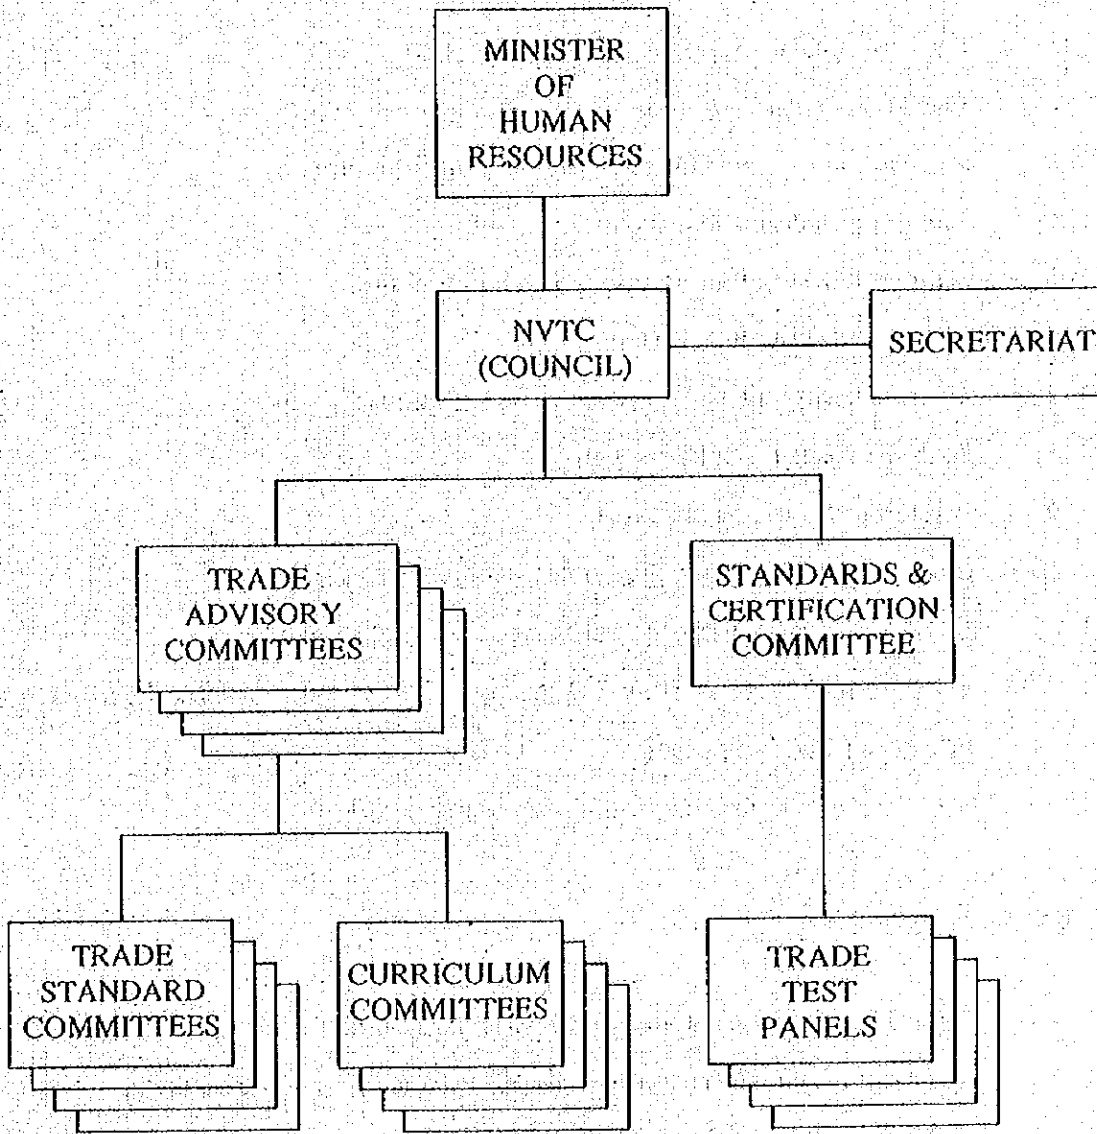 MINISTER
OF
HUMAN
RESOURCES
NVTC
(COUNCIL)
SECRETARIAT
TRADE
ADVISORY
COMMITTEES
STANDARDS &
CERTIFICATION
COMMITTEE
TRADE
STANDARD
COMMITTEES
CURRICULUM
COMMITTEES
TRADE
TEST
PANELS